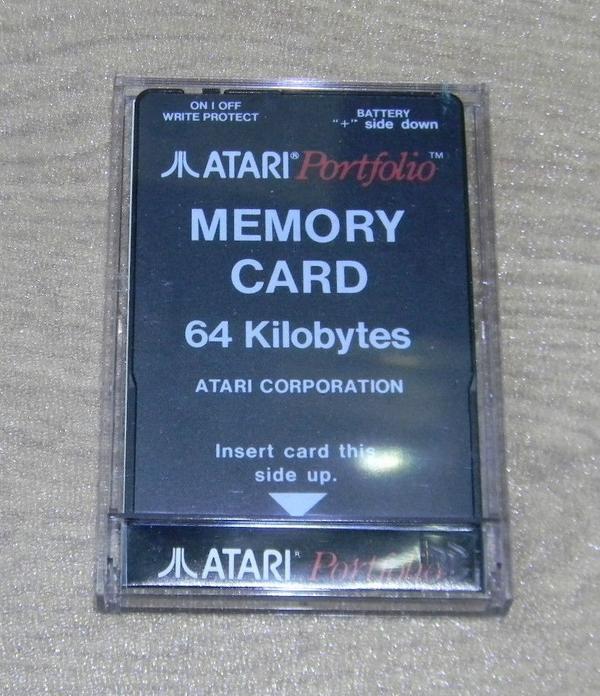 ON I OFF
WRITE PROTECT
BATTERY
"+" side down
ATARI® Portfolio™
MEMORY
CARD
64 Kilobytes
ATARI CORPORATION
Insert card this
side up.
ATARI® Portfolio